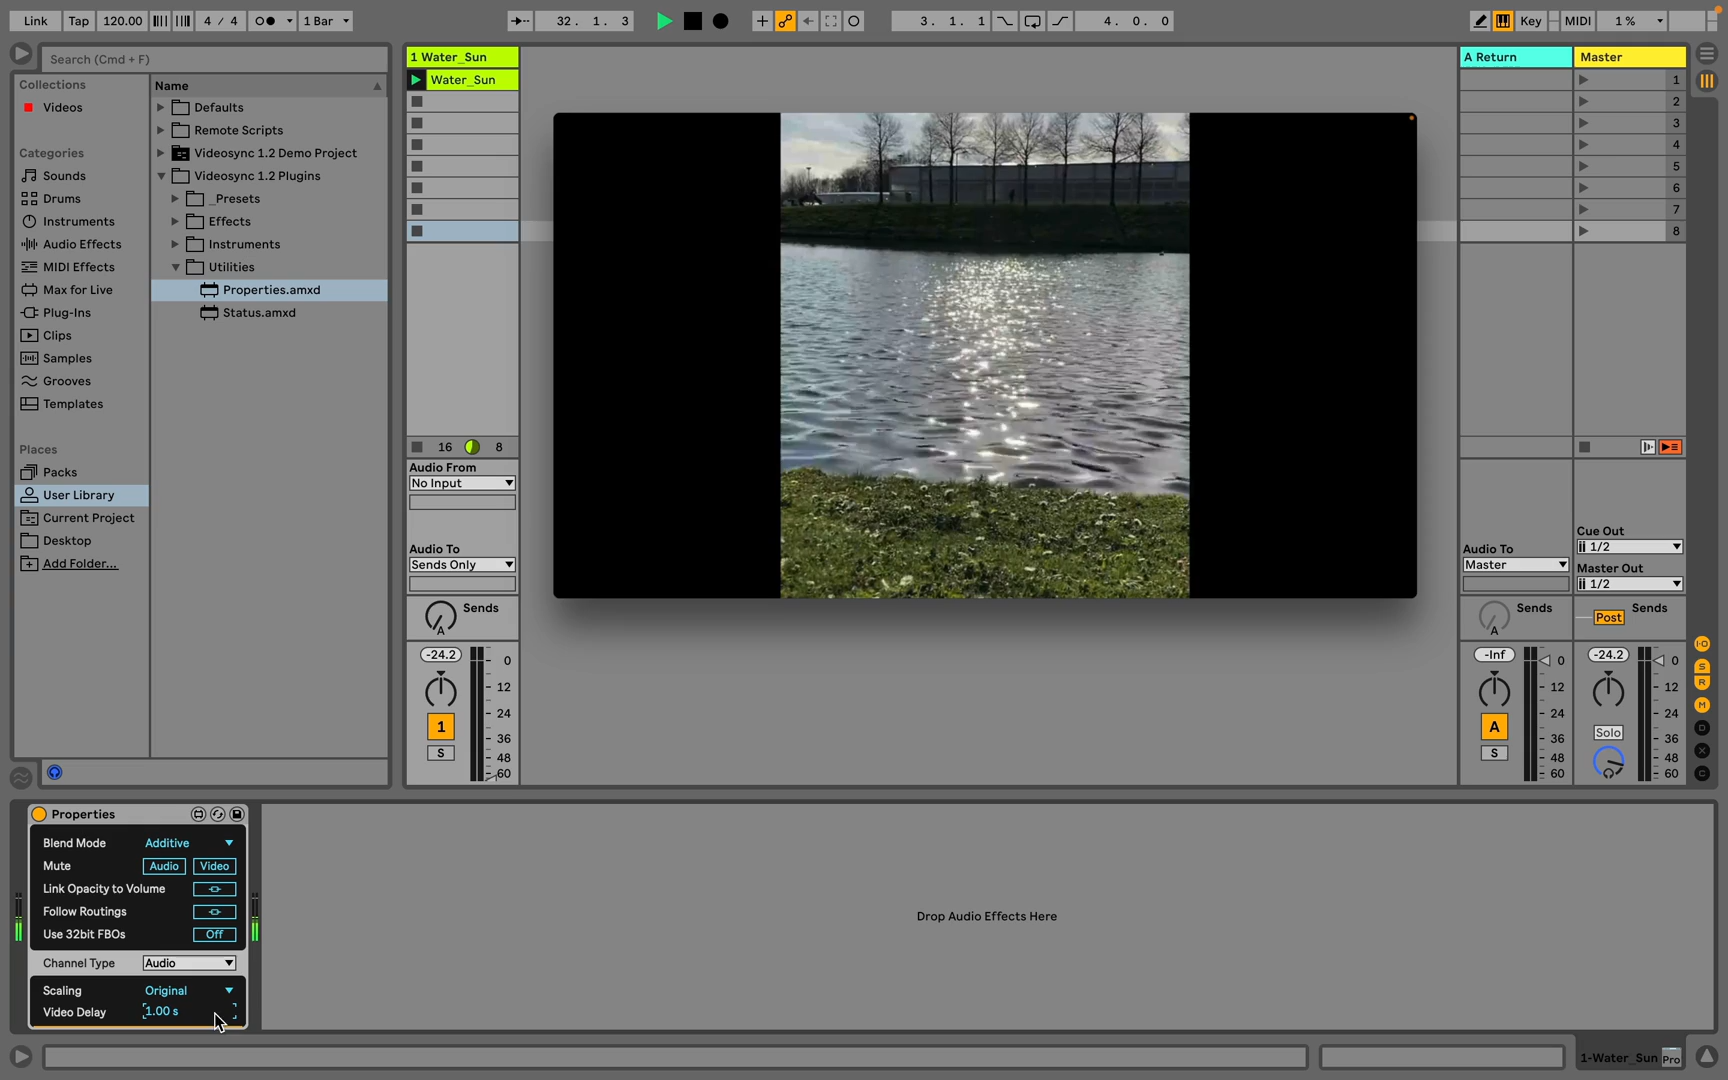 Link Tap 120.00 4 / 4 1 Bar 32. 1. 3 3. 1. 1 4. 0. 0 Key MIDI 1 %
Search (Cmd + F)
Collections
Videos
Categories
Sounds
Drums
Instruments
Audio Effects
MIDI Effects
Max for Live
Plug-Ins
Clips
Samples
Grooves
Templates
Places
Packs
User Library
Current Project
Desktop
Add Folder...
Name
Defaults
Remote Scripts
Videosync 1.2 Demo Project
Videosync 1.2 Plugins
_Presets
Effects
Instruments
Utilities
Properties.amxd
Status.amxd
1 Water_Sun
Water_Sun
16 8
Audio From
No Input
Audio To
Sends Only
Sends
A
-24.2
0
12
24
36
48
60
1
S
A Return
Audio To
Master
Sends
A
-Inf
0
12
24
36
48
60
A
S
Master
1
2
3
4
5
6
7
8
Cue Out
1/2
Master Out
1/2
Sends
Post
-24.2
0
12
24
36
48
60
Solo
I·O
S
R
M
D
X
C
Properties
Blend Mode Additive
Mute Audio Video
Link Opacity to Volume
Follow Routings
Use 32bit FBOs Off
Channel Type Audio
Scaling Original
Video Delay 1.00 s
Drop Audio Effects Here
1-Water_Sun Pro